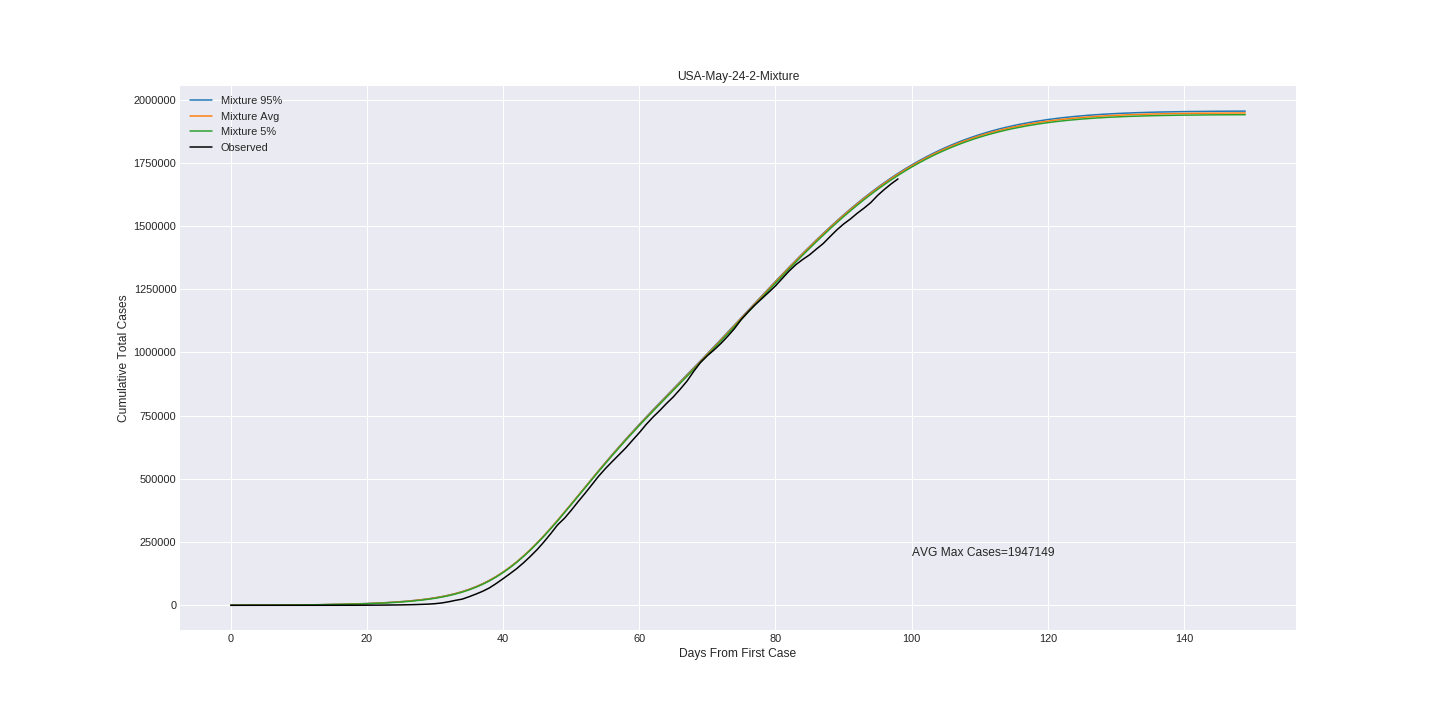 USA-May-24-2-Mixture
Mixture 95%
Mixture Avg
Mixture 5%
Observed
2000000
1750000
1500000
1250000
1000000
750000
500000
250000
0
Cumulative Total Cases
AVG Max Cases=1947149
0 20 40 60 80 100 120 140
Days From First Case